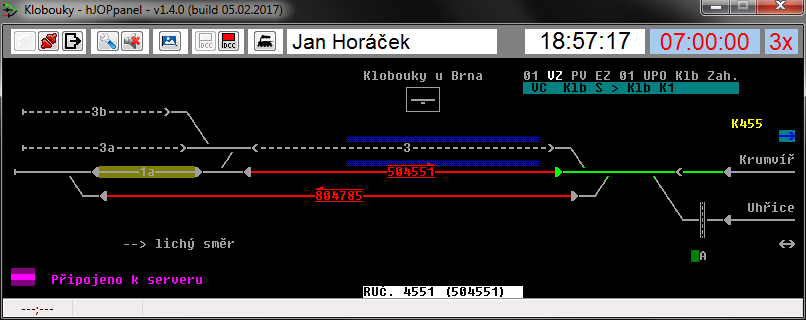 Klobouky - hJOPpanel - v1.4.0 (build 05.02.2017)
DCC DCC Jan Horáček 18:57:17 07:00:00 3x
Klobouky u Brna 01 VZ PV EZ 01 UPO Klb Zah.
VC Klb S > Klb K1
3b
K455
3a 3
Krumvíř
1a 504551
804785
Uhřice
--> lichý směr
A
Připojeno k serveru
RUČ. 4551 (504551)
---;---